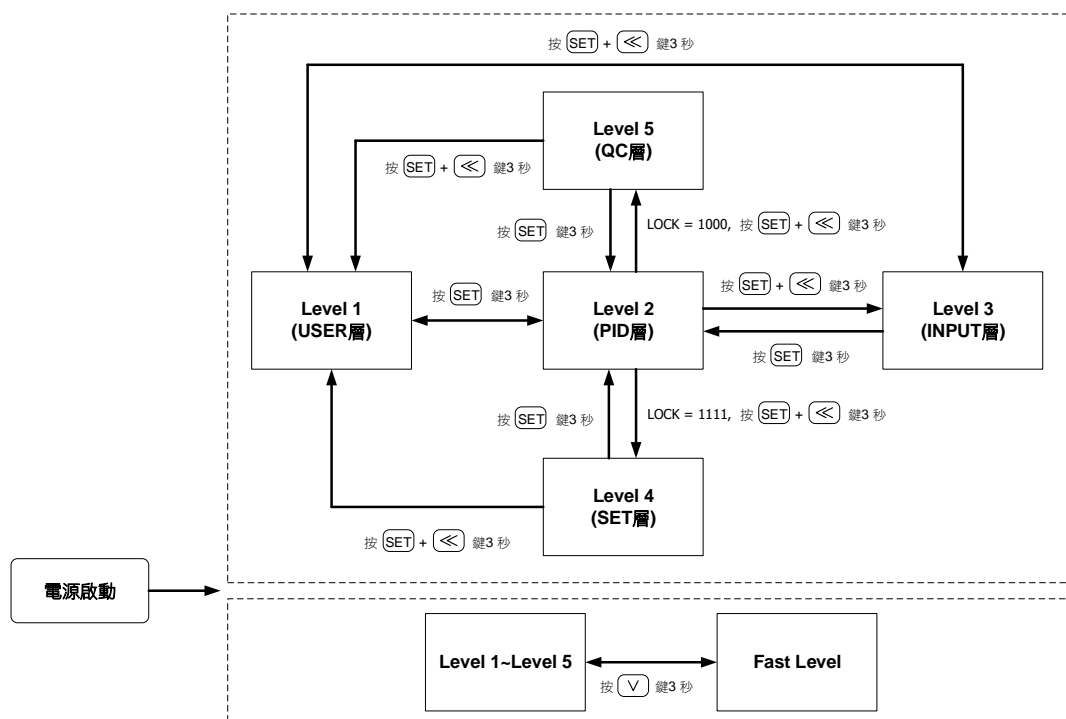 按 SET + ≪ 鍵3 秒
Level 5
(QC層)
按 SET + ≪ 鍵3 秒
按 SET 鍵3 秒
LOCK = 1000, 按 SET + ≪ 鍵3 秒
Level 1
(USER層)
按 SET 鍵3 秒
Level 2
(PID層)
按 SET + ≪ 鍵3 秒
按 SET 鍵3 秒
Level 3
(INPUT層)
按 SET 鍵3 秒
LOCK = 1111, 按 SET + ≪ 鍵3 秒
Level 4
(SET層)
按 SET + ≪ 鍵3 秒
電源啟動
Level 1~Level 5
按 ∨ 鍵3 秒
Fast Level